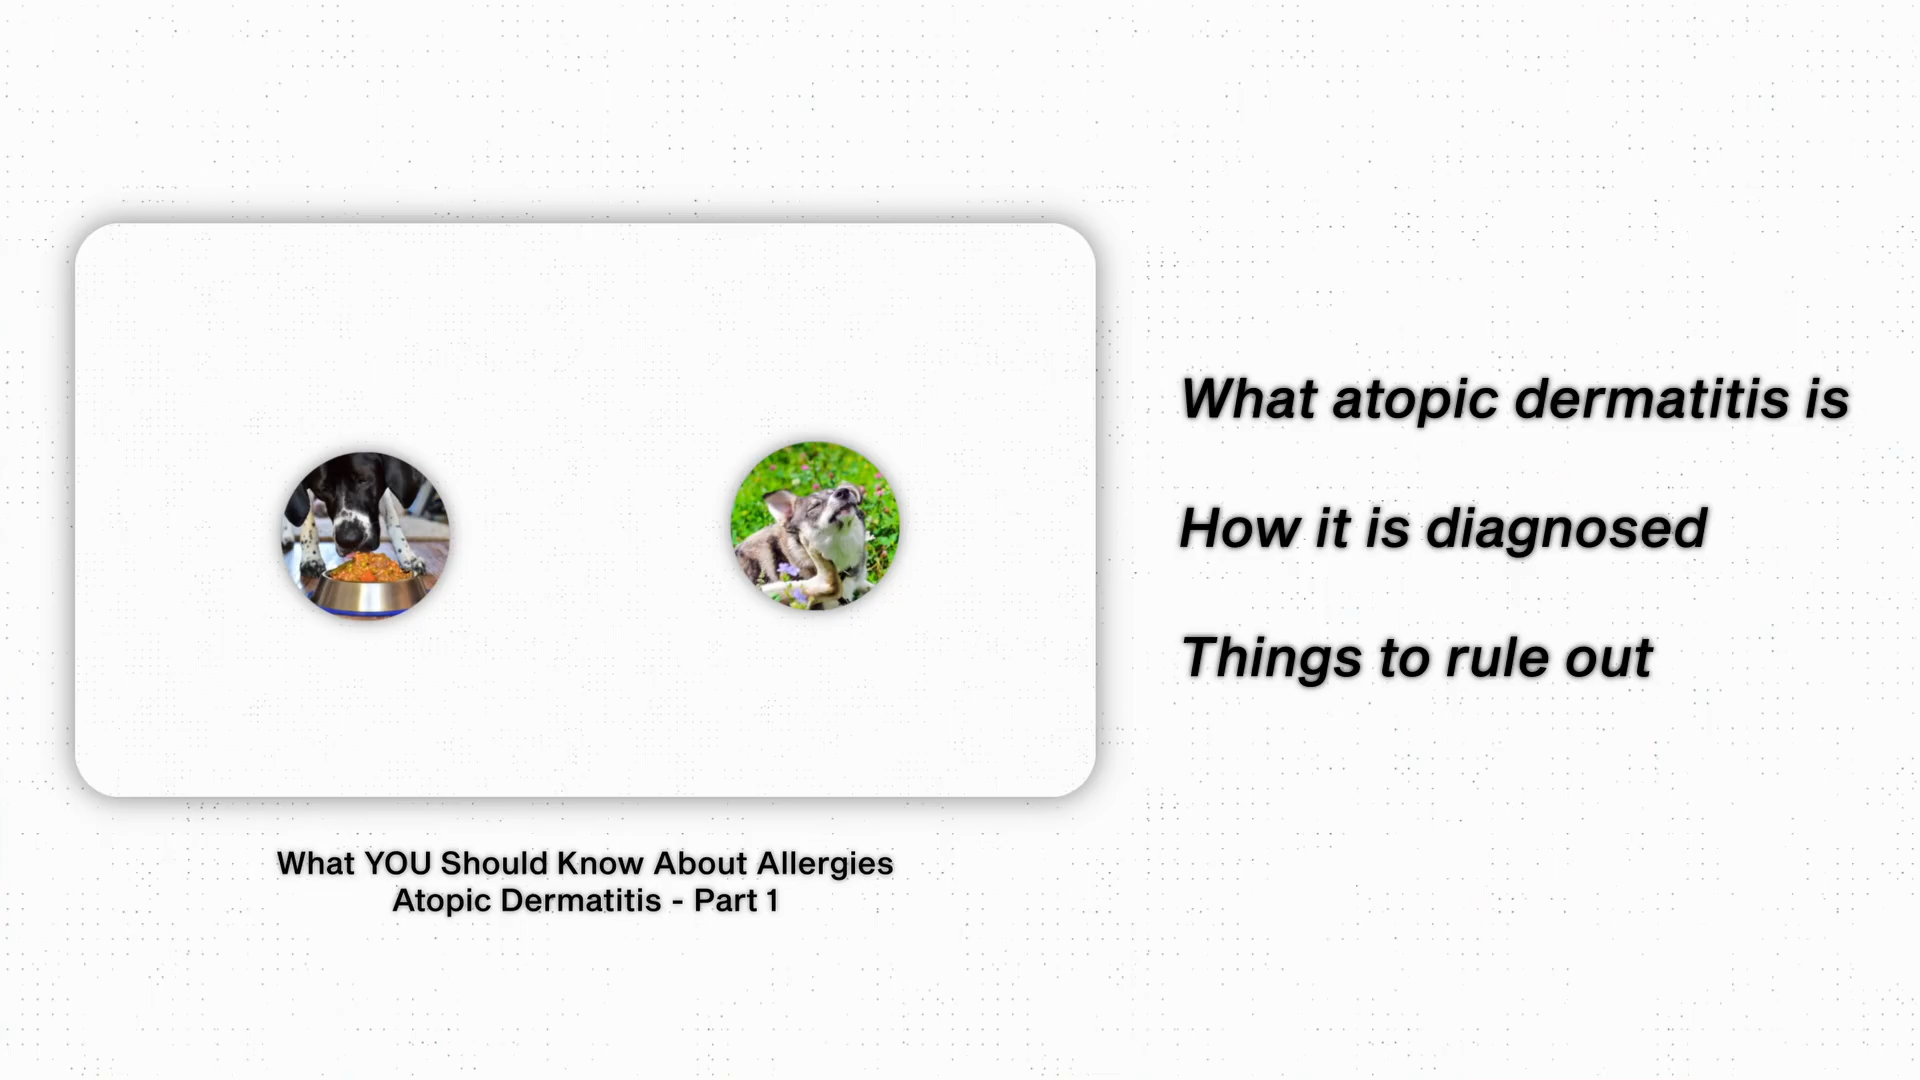 What atopic dermatitis is
How it is diagnosed
Things to rule out
What YOU Should Know About Allergies
Atopic Dermatitis - Part 1